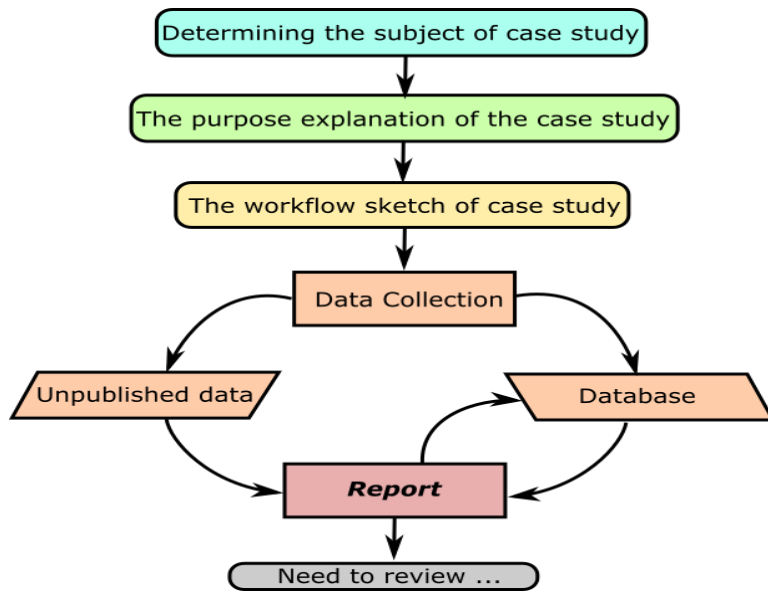 Determining the subject of case study
The purpose explanation of the case study
The workflow sketch of case study
Data Collection
Unpublished data
Database
Report
Need to review ...